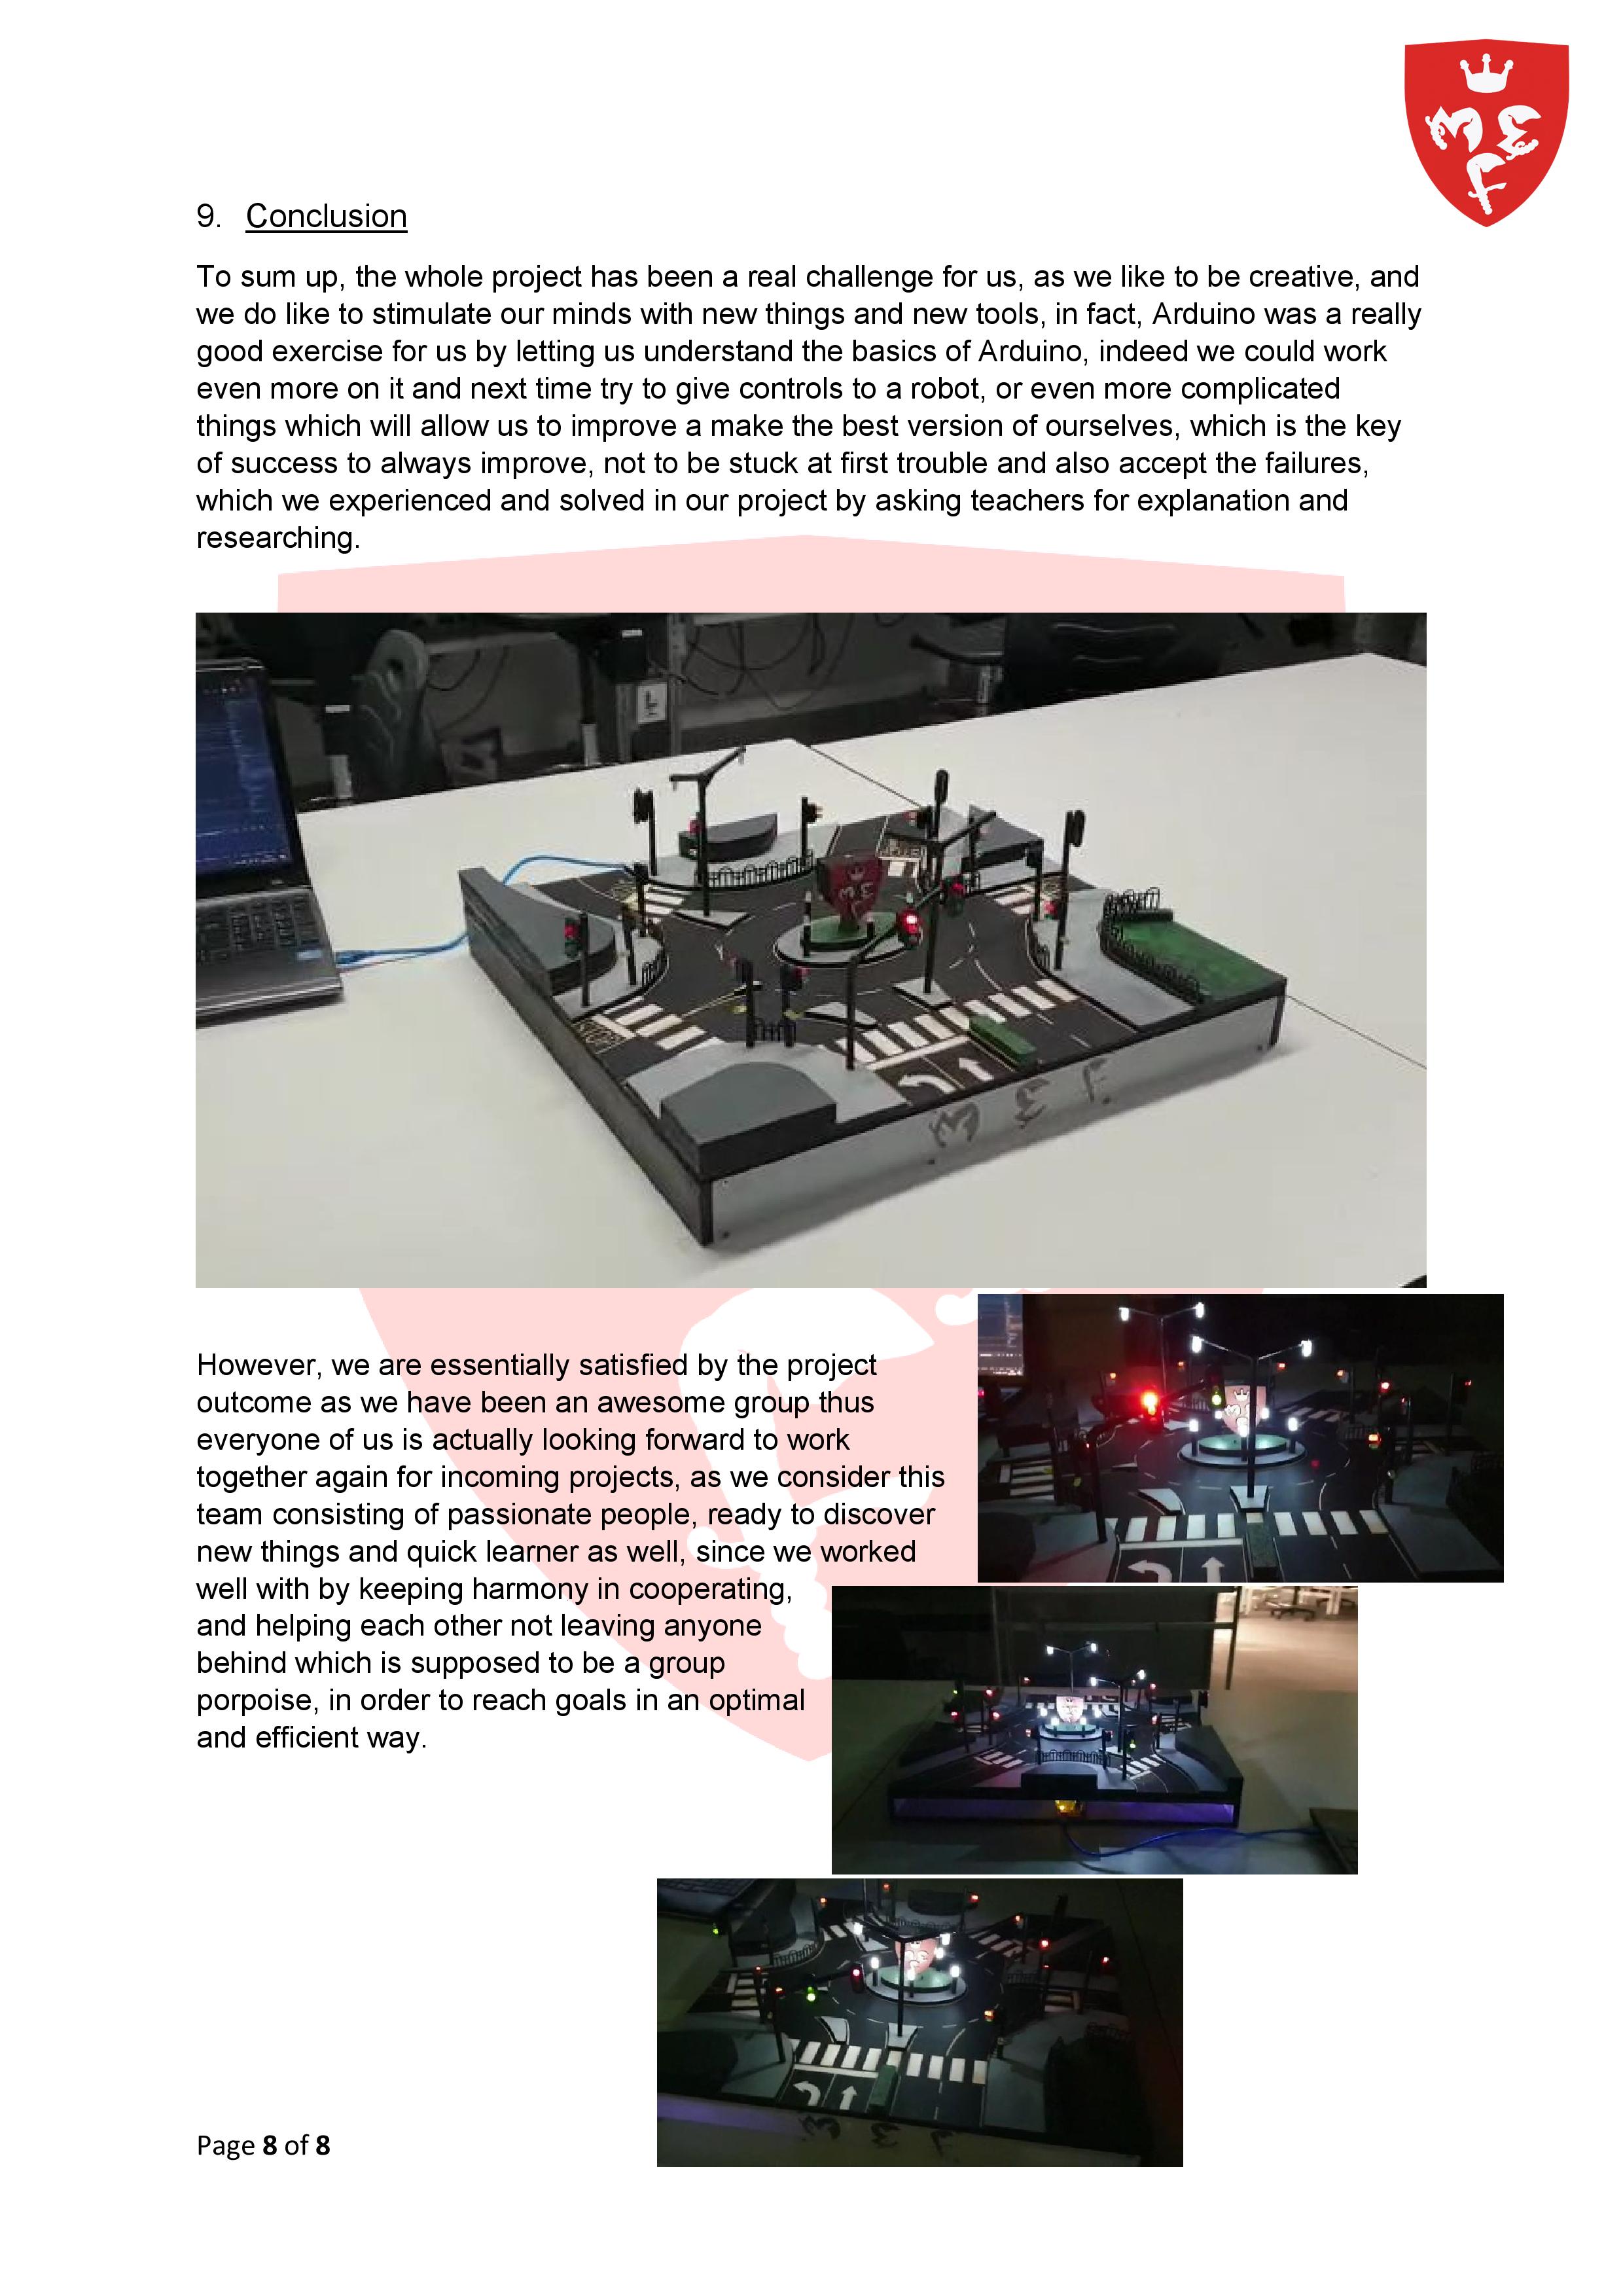 M E
F
9. Conclusion
To sum up, the whole project has been a real challenge for us, as we like to be creative, and
we do like to stimulate our minds with new things and new tools, in fact, Arduino was a really
good exercise for us by letting us understand the basics of Arduino, indeed we could work
even more on it and next time try to give controls to a robot, or even more complicated
things which will allow us to improve a make the best version of ourselves, which is the key
of success to always improve, not to be stuck at first trouble and also accept the failures,
which we experienced and solved in our project by asking teachers for explanation and
researching.
M E
F
M E F
However, we are essentially satisfied by the project
outcome as we have been an awesome group thus
everyone of us is actually looking forward to work
together again for incoming projects, as we consider this
team consisting of passionate people, ready to discover
new things and quick learner as well, since we worked
well with by keeping harmony in cooperating,
and helping each other not leaving anyone
behind which is supposed to be a group
porpoise, in order to reach goals in an optimal
and efficient way.
M E F
Page 8 of 8